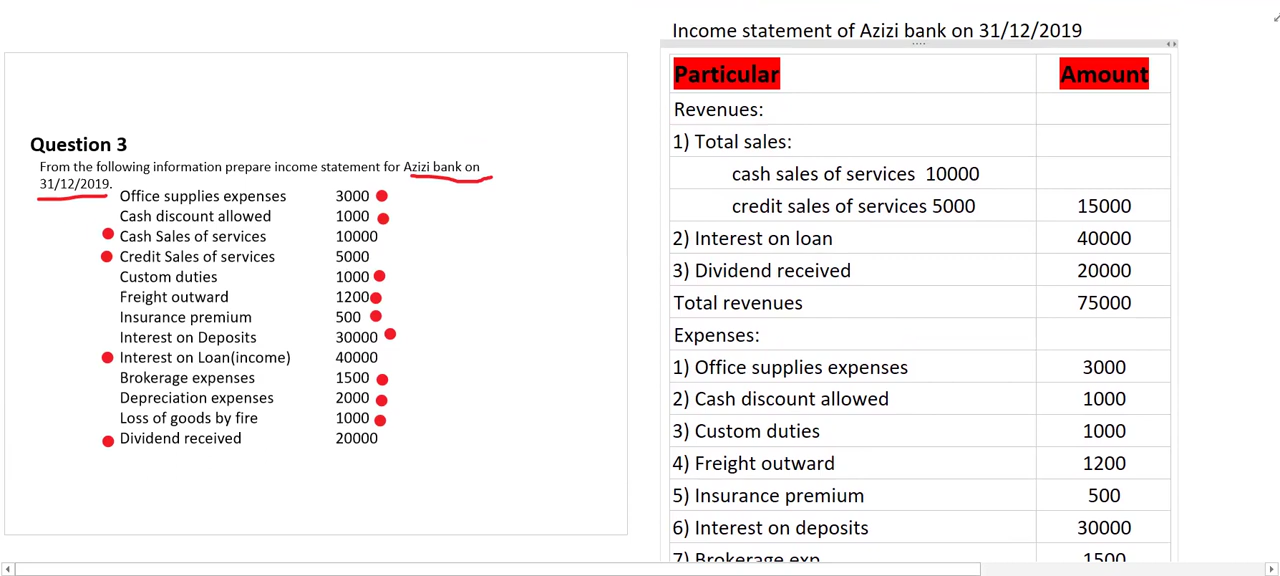 Question 3
From the following information prepare income statement for Azizi bank on
31/12/2019.
Office supplies expenses 3000
Cash discount allowed 1000
Cash Sales of services 10000
Credit Sales of services 5000
Custom duties 1000
Freight outward 1200
Insurance premium 500
Interest on Deposits 30000
Interest on Loan(income) 40000
Brokerage expenses 1500
Depreciation expenses 2000
Loss of goods by fire 1000
Dividend received 20000
Income statement of Azizi bank on 31/12/2019
Particular Amount
Revenues:
1) Total sales:
cash sales of services 10000
credit sales of services 5000 15000
2) Interest on loan 40000
3) Dividend received 20000
Total revenues 75000
Expenses:
1) Office supplies expenses 3000
2) Cash discount allowed 1000
3) Custom duties 1000
4) Freight outward 1200
5) Insurance premium 500
6) Interest on deposits 30000
7) Brokerage exp 1500